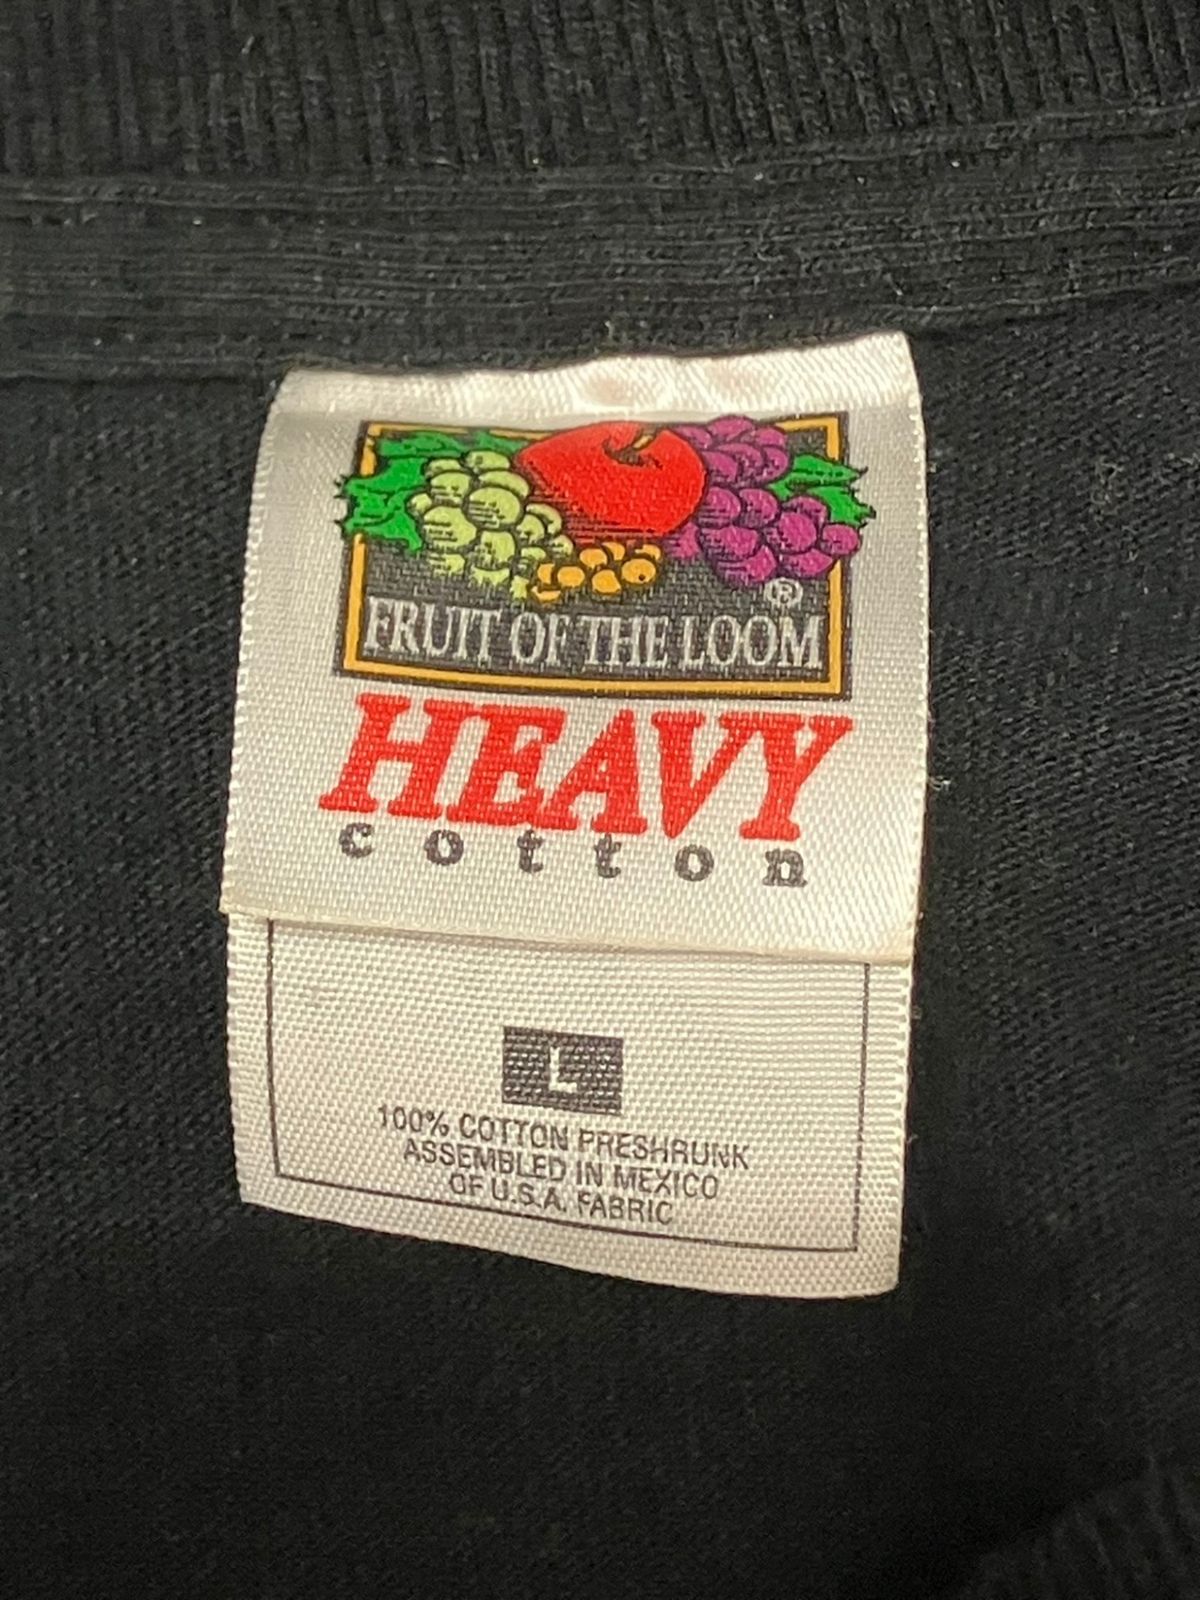 ®
FRUIT OF THE LOOM
HEAVY
cotton
L
100% COTTON PRESHRUNK
ASSEMBLED IN MEXICO
OF U.S.A. FABRIC